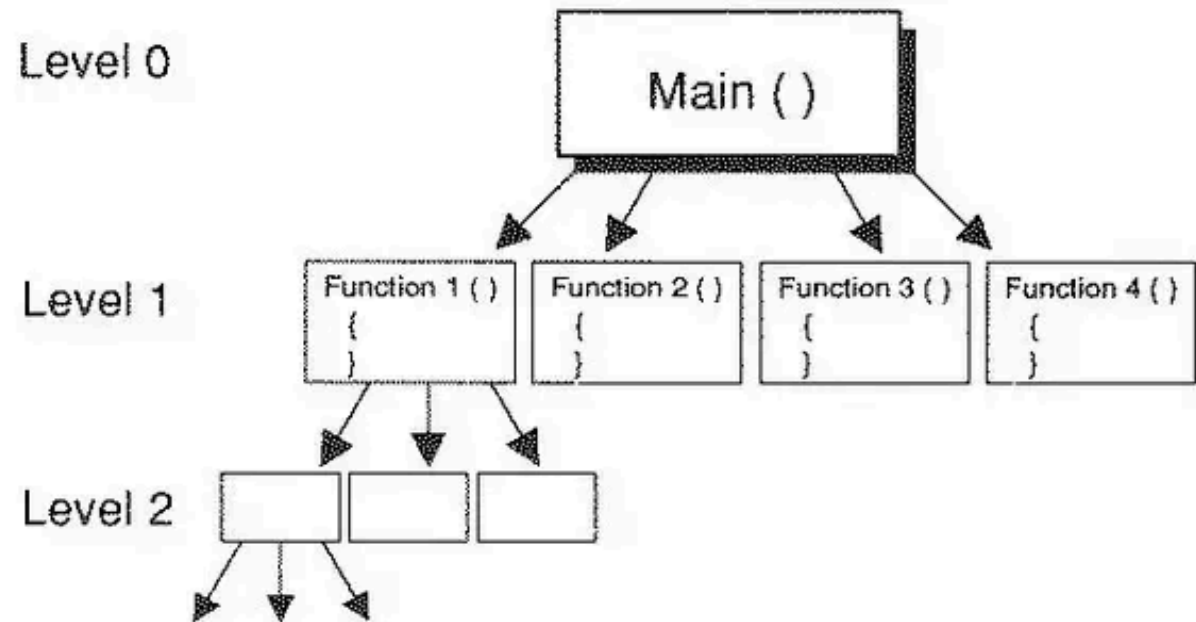 Level 0
Main ( )
Level 1
Function 1 ( )
{
}
Function 2 ( )
{
}
Function 3 ( )
{
}
Function 4 ( )
{
}
Level 2